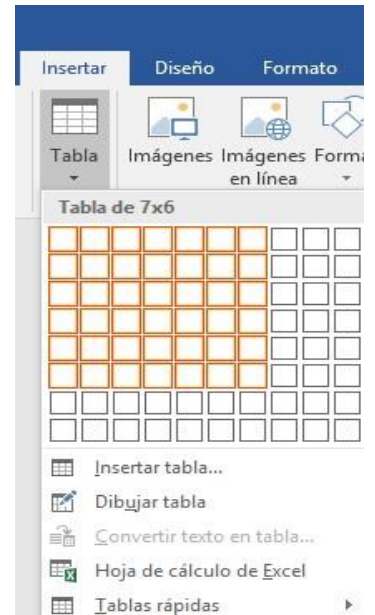 Insertar Diseño Formato
Tabla Imágenes Imágenes
en línea
Tabla de 7x6
Insertar tabla...
Dibujar tabla
Convertir texto en tabla...
Hoja de cálculo de Excel
Tablas rápidas